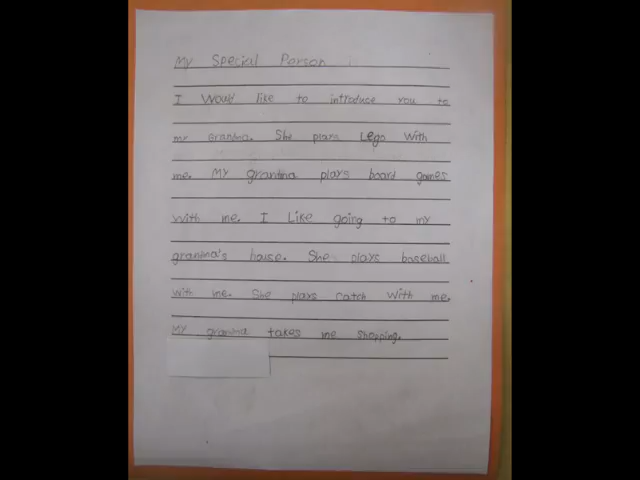 My Special Person
I Would like to introduce you to
my Grandma. She plays Lego With
me. My grandma plays board games
with me. I Like going to my
grandma's house. She plays baseball
with me. She plays catch with me.
My grandma takes me shopping.